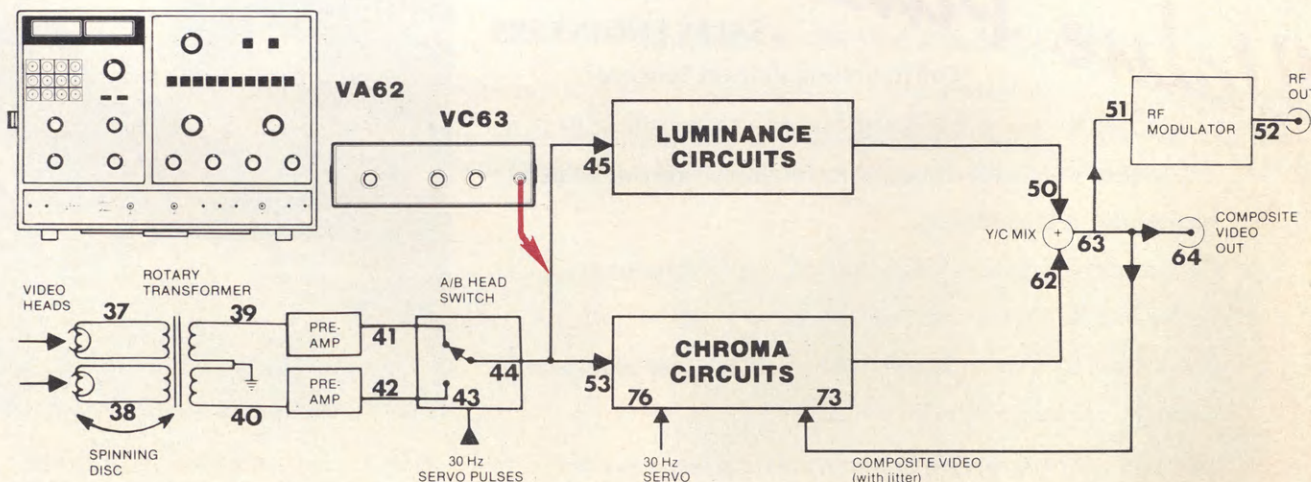 VA62
VC63
LUMINANCE
CIRCUITS
45
51
RF
MODULATOR
52
RF
OUT
50
Y/C MIX
+
63
64
COMPOSITE
VIDEO
OUT
62
VIDEO
HEADS
37
38
SPINNING
DISC
ROTARY
TRANSFORMER
39
40
PRE-
AMP
41
PRE-
AMP
42
A/B HEAD
SWITCH
43
44
30 Hz
SERVO PULSES
53
CHROMA
CIRCUITS
76
73
30 Hz
SERVO
COMPOSITE VIDEO
(with jitter)